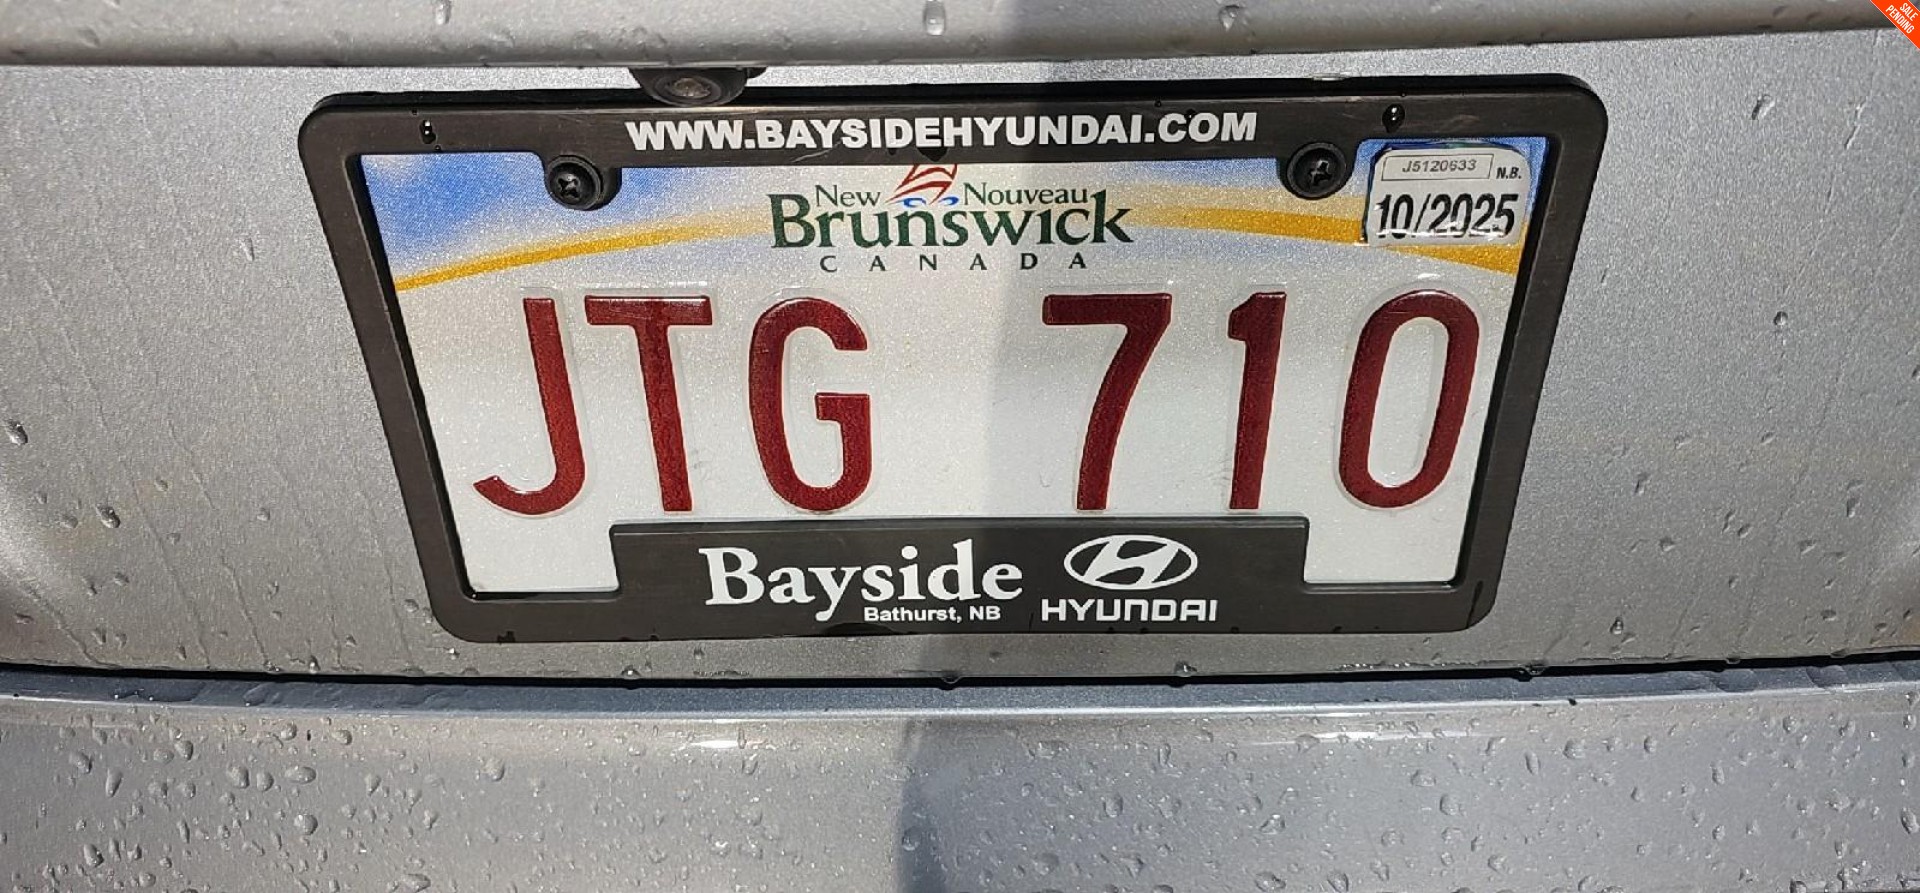 SALE
PENDING
WWW.BAYSIDEHYUNDAI.COM
J5120633 N.B.
10/2025
New Nouveau
Brunswick
CANADA
JTG 710
Bayside
Bathurst, NB
HYUNDAI